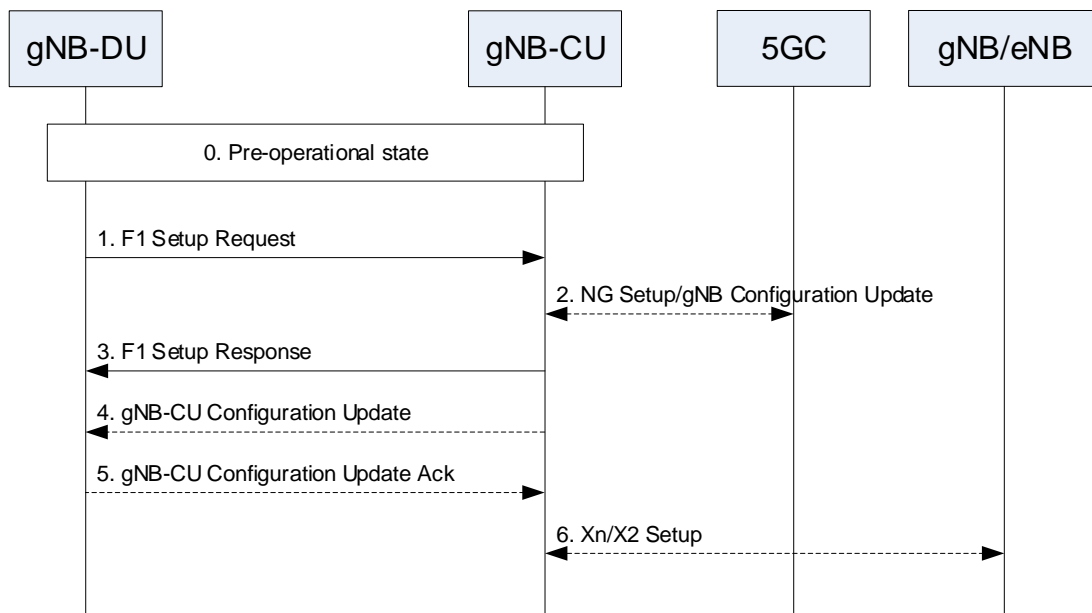 gNB-DU
gNB-CU
5GC
gNB/eNB
0. Pre-operational state
1. F1 Setup Request
2. NG Setup/gNB Configuration Update
3. F1 Setup Response
4. gNB-CU Configuration Update
5. gNB-CU Configuration Update Ack
6. Xn/X2 Setup